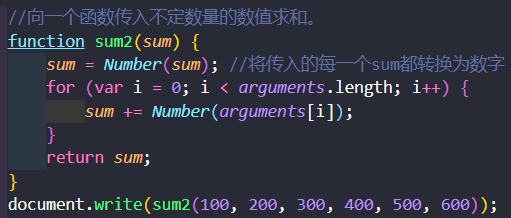 //向一个函数传入不定数量的数值求和。
function sum2(sum) {
    sum = Number(sum); //将传入的每一个sum都转换为数字
    for (var i = 0; i < arguments.length; i++) {
        sum += Number(arguments[i]);
    }
    return sum;
}
document.write(sum2(100, 200, 300, 400, 500, 600));